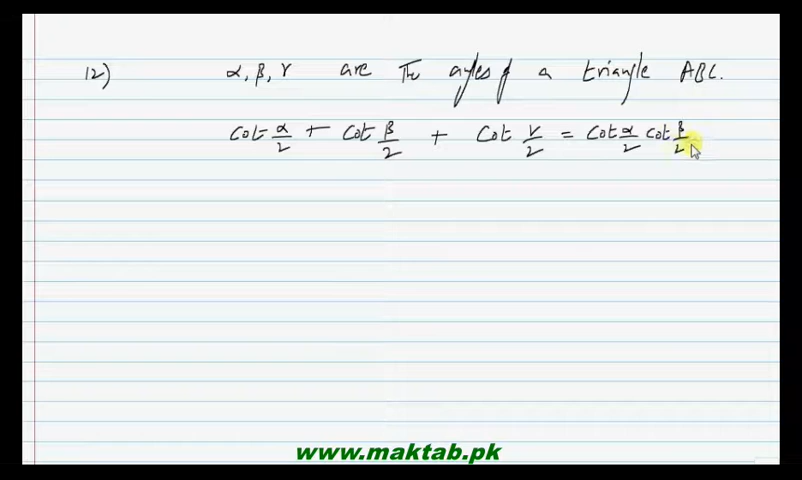 12) α, β, γ are the angles of a triangle ABC.
Cot α/2 + Cot β/2 + Cot γ/2 = Cot α/2 Cot β/2
www.maktab.pk